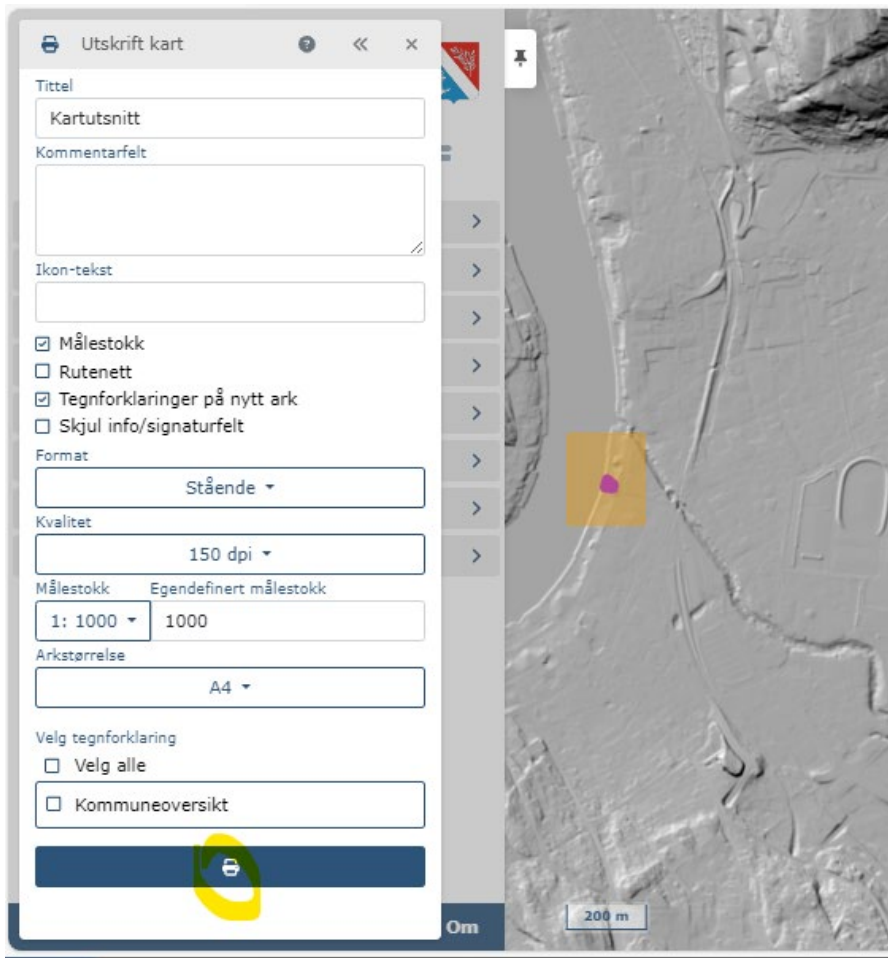 Utskrift kart
Tittel
Kartutsnitt
Kommentarfelt
Ikon-tekst
Målestokk
Rutenett
Tegnforklaringer på nytt ark
Skjul info/signaturfelt
Format
Stående
Kvalitet
150 dpi
Målestokk Egendefinert målestokk
1: 1000 1000
Arkstørrelse
A4
Velg tegnforklaring
Velg alle
Kommuneoversikt
Om
200 m